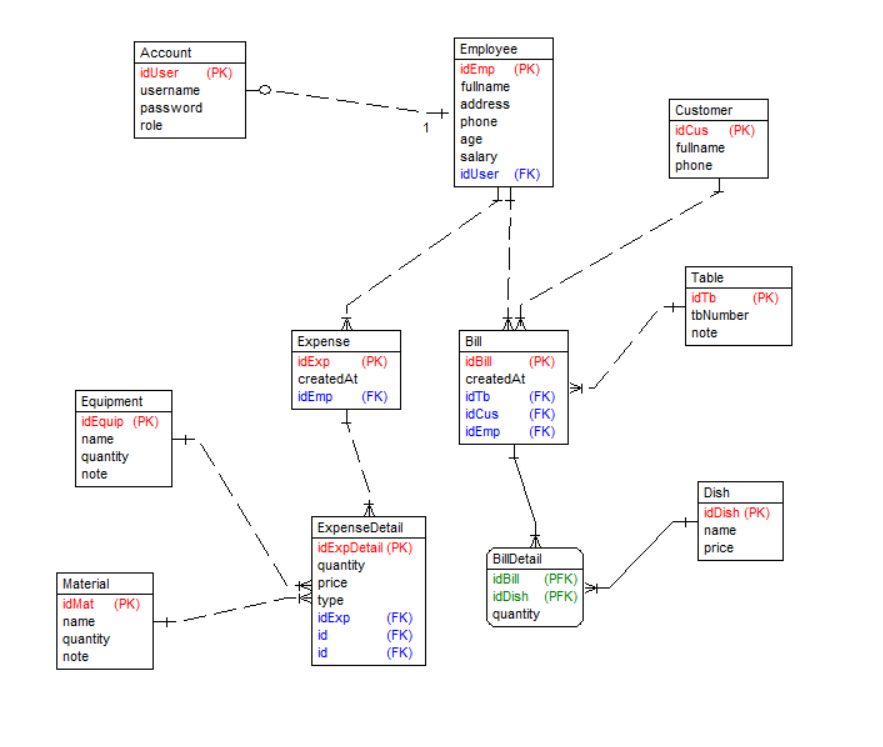 Account
idUser (PK)
username
password
role
1
Employee
idEmp (PK)
fullname
address
phone
age
salary
idUser (FK)
Customer
idCus (PK)
fullname
phone
Table
idTb (PK)
tbNumber
note
Expense
idExp (PK)
createdAt
idEmp (FK)
Bill
idBill (PK)
createdAt
idTb (FK)
idCus (FK)
idEmp (FK)
Equipment
idEquip (PK)
name
quantity
note
Dish
idDish (PK)
name
price
ExpenseDetail
idExpDetail (PK)
quantity
price
type
idExp (FK)
id (FK)
id (FK)
BillDetail
idBill (PFK)
idDish (PFK)
quantity
Material
idMat (PK)
name
quantity
note